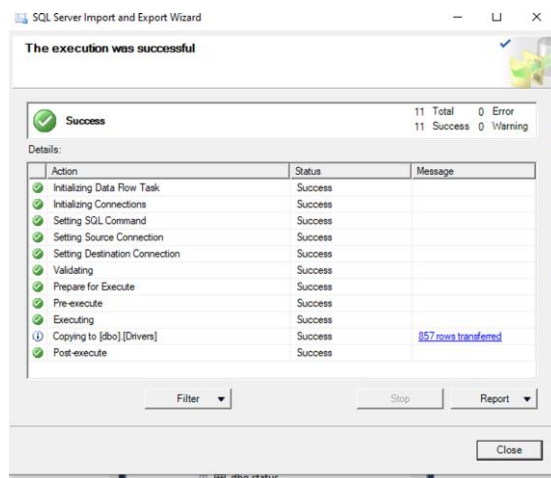 SQL Server Import and Export Wizard
The execution was successful
Success
11 Total 0 Error
11 Success 0 Warning
Details:
Action Status Message
Initializing Data Flow Task Success
Initializing Connections Success
Setting SQL Command Success
Setting Source Connection Success
Setting Destination Connection Success
Validating Success
Prepare for Execute Success
Pre-execute Success
Executing Success
Copying to [dbo].[Drivers] Success 857 rows transferred
Post-execute Success
Filter Stop Report
Close
dbo status